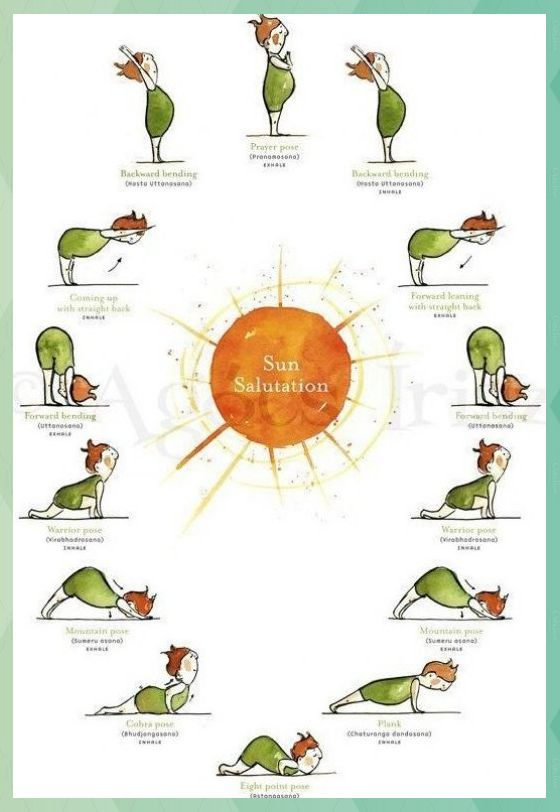 Prayer pose
(Pranamasana)
EXHALE
Backward bending
(Hasta Uttanasana)
INHALE
Forward leaning
with straight back
EXHALE
Forward bending
(Uttanasana)
Warrior pose
(Virabhadrasana)
INHALE
Mountain pose
(Sumeru asana)
EXHALE
Plank
(Chaturanga dandasana)
INHALE
Eight point pose
(Astangasana)
Cobra pose
(Bhudjangasana)
INHALE
Mountain pose
(Sumeru asana)
EXHALE
Warrior pose
(Virabhadrasana)
INHALE
Forward bending
(Uttanasana)
EXHALE
Coming up
with straight back
INHALE
Backward bending
(Hasta Uttanasana)
Sun
Salutation